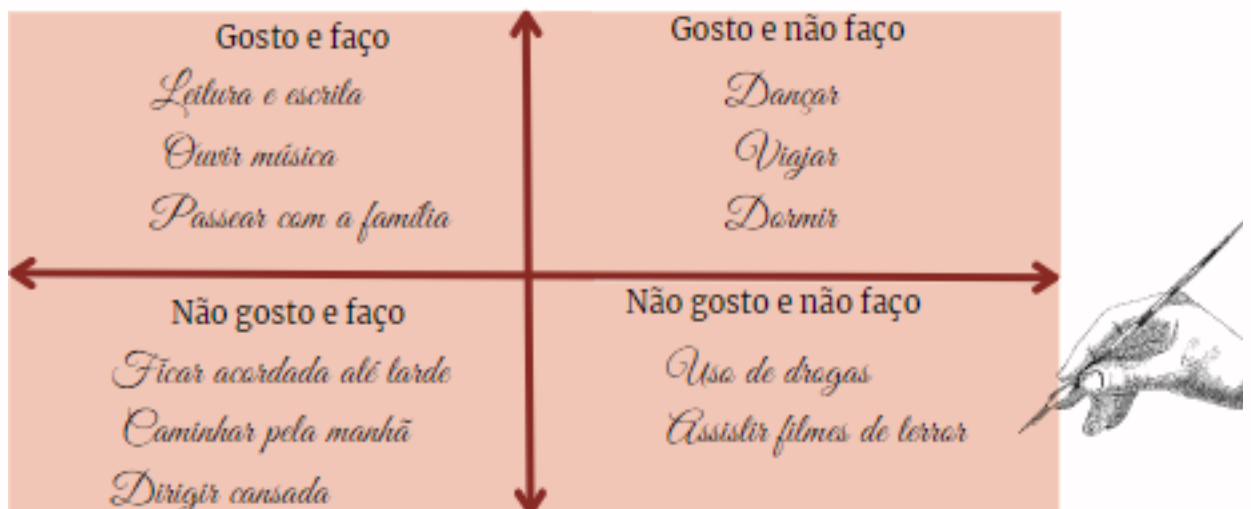 Gosto e faço
Leitura e escrita
Ouvir música
Passear com a família
Gosto e não faço
Dançar
Viajar
Dormir
Não gosto e faço
Ficar acordada até tarde
Caminhar pela manhã
Dirigir cansada
Não gosto e não faço
Uso de drogas
Assistir filmes de terror